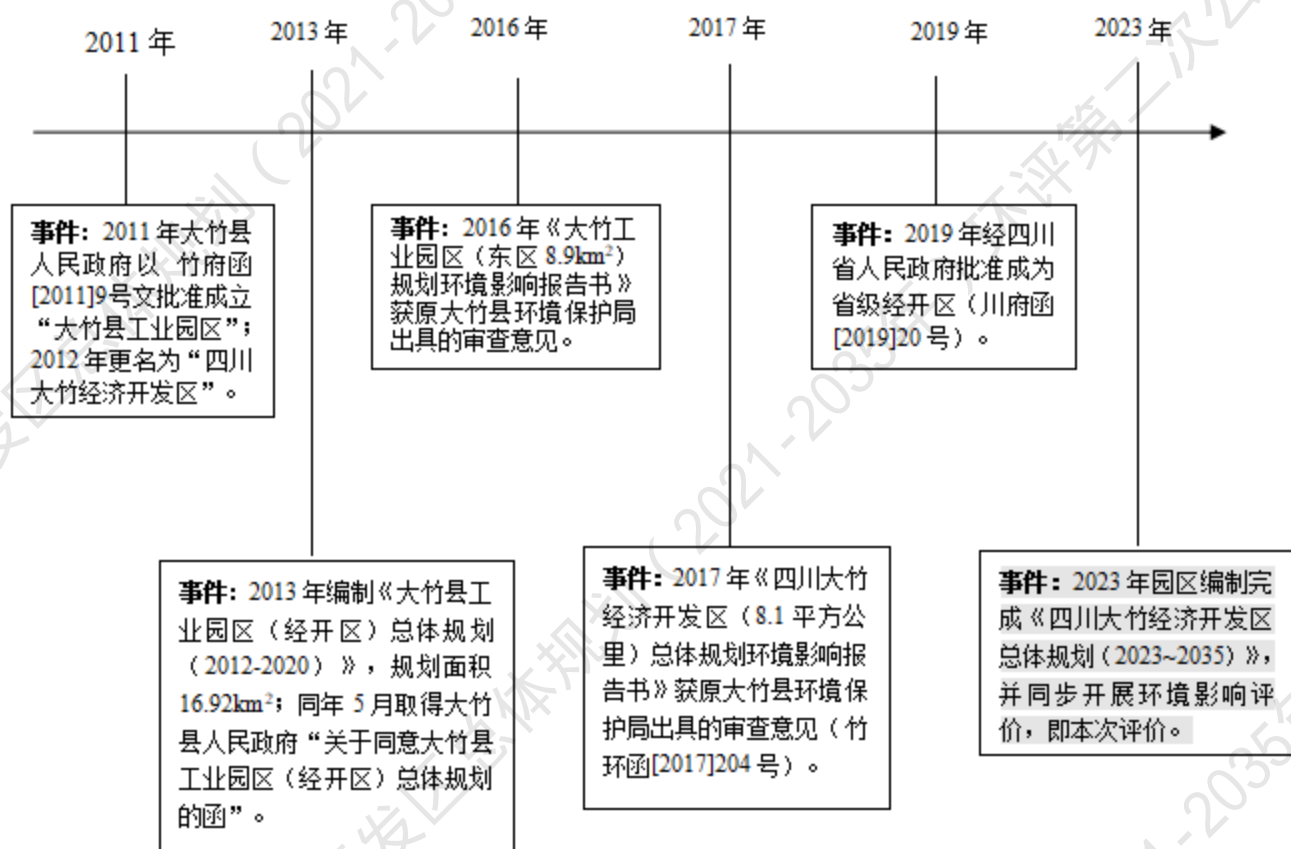 2011 年
2013 年
2016 年
2017 年
2019 年
2023 年
事件：2011 年大竹县
人民政府以 竹府函
[2011]9号文批准成立
“大竹县工业园区”；
2012 年更名为“四川
大竹经济开发区”。
事件：2016 年《大竹工
业园区（东区 8.9km²）
规划环境影响报告书》
获原大竹县环境保护局
出具的审查意见。
事件：2019 年经四川
省人民政府批准成为
省级经开区（川府函
[2019]20 号）。
事件：2013 年编制《大竹县工
业园区（经开区）总体规划
（2012-2020）》，规划面积
16.92km²；同年 5 月取得大竹
县人民政府“关于同意大竹县
工业园区（经开区）总体规划
的函”。
事件：2017 年《四川大竹
经济开发区（8.1 平方公
里）总体规划环境影响报
告书》获原大竹县环境保
护局出具的审查意见（竹
环函[2017]204 号）。
事件：2023 年园区编制完
成《四川大竹经济开发区
总体规划（2023~2035）》，
并同步开展环境影响评
价，即本次评价。